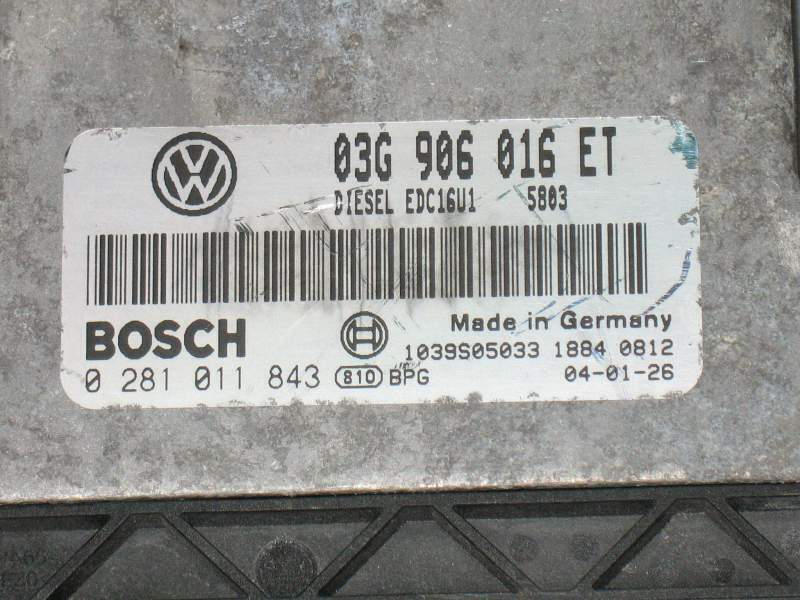 VW
03G 906 016 ET
DIESEL EDC16U1 5803
BOSCH
Made in Germany
1039S05033 1884 0812
0 281 011 843 810 BPG 04-01-26